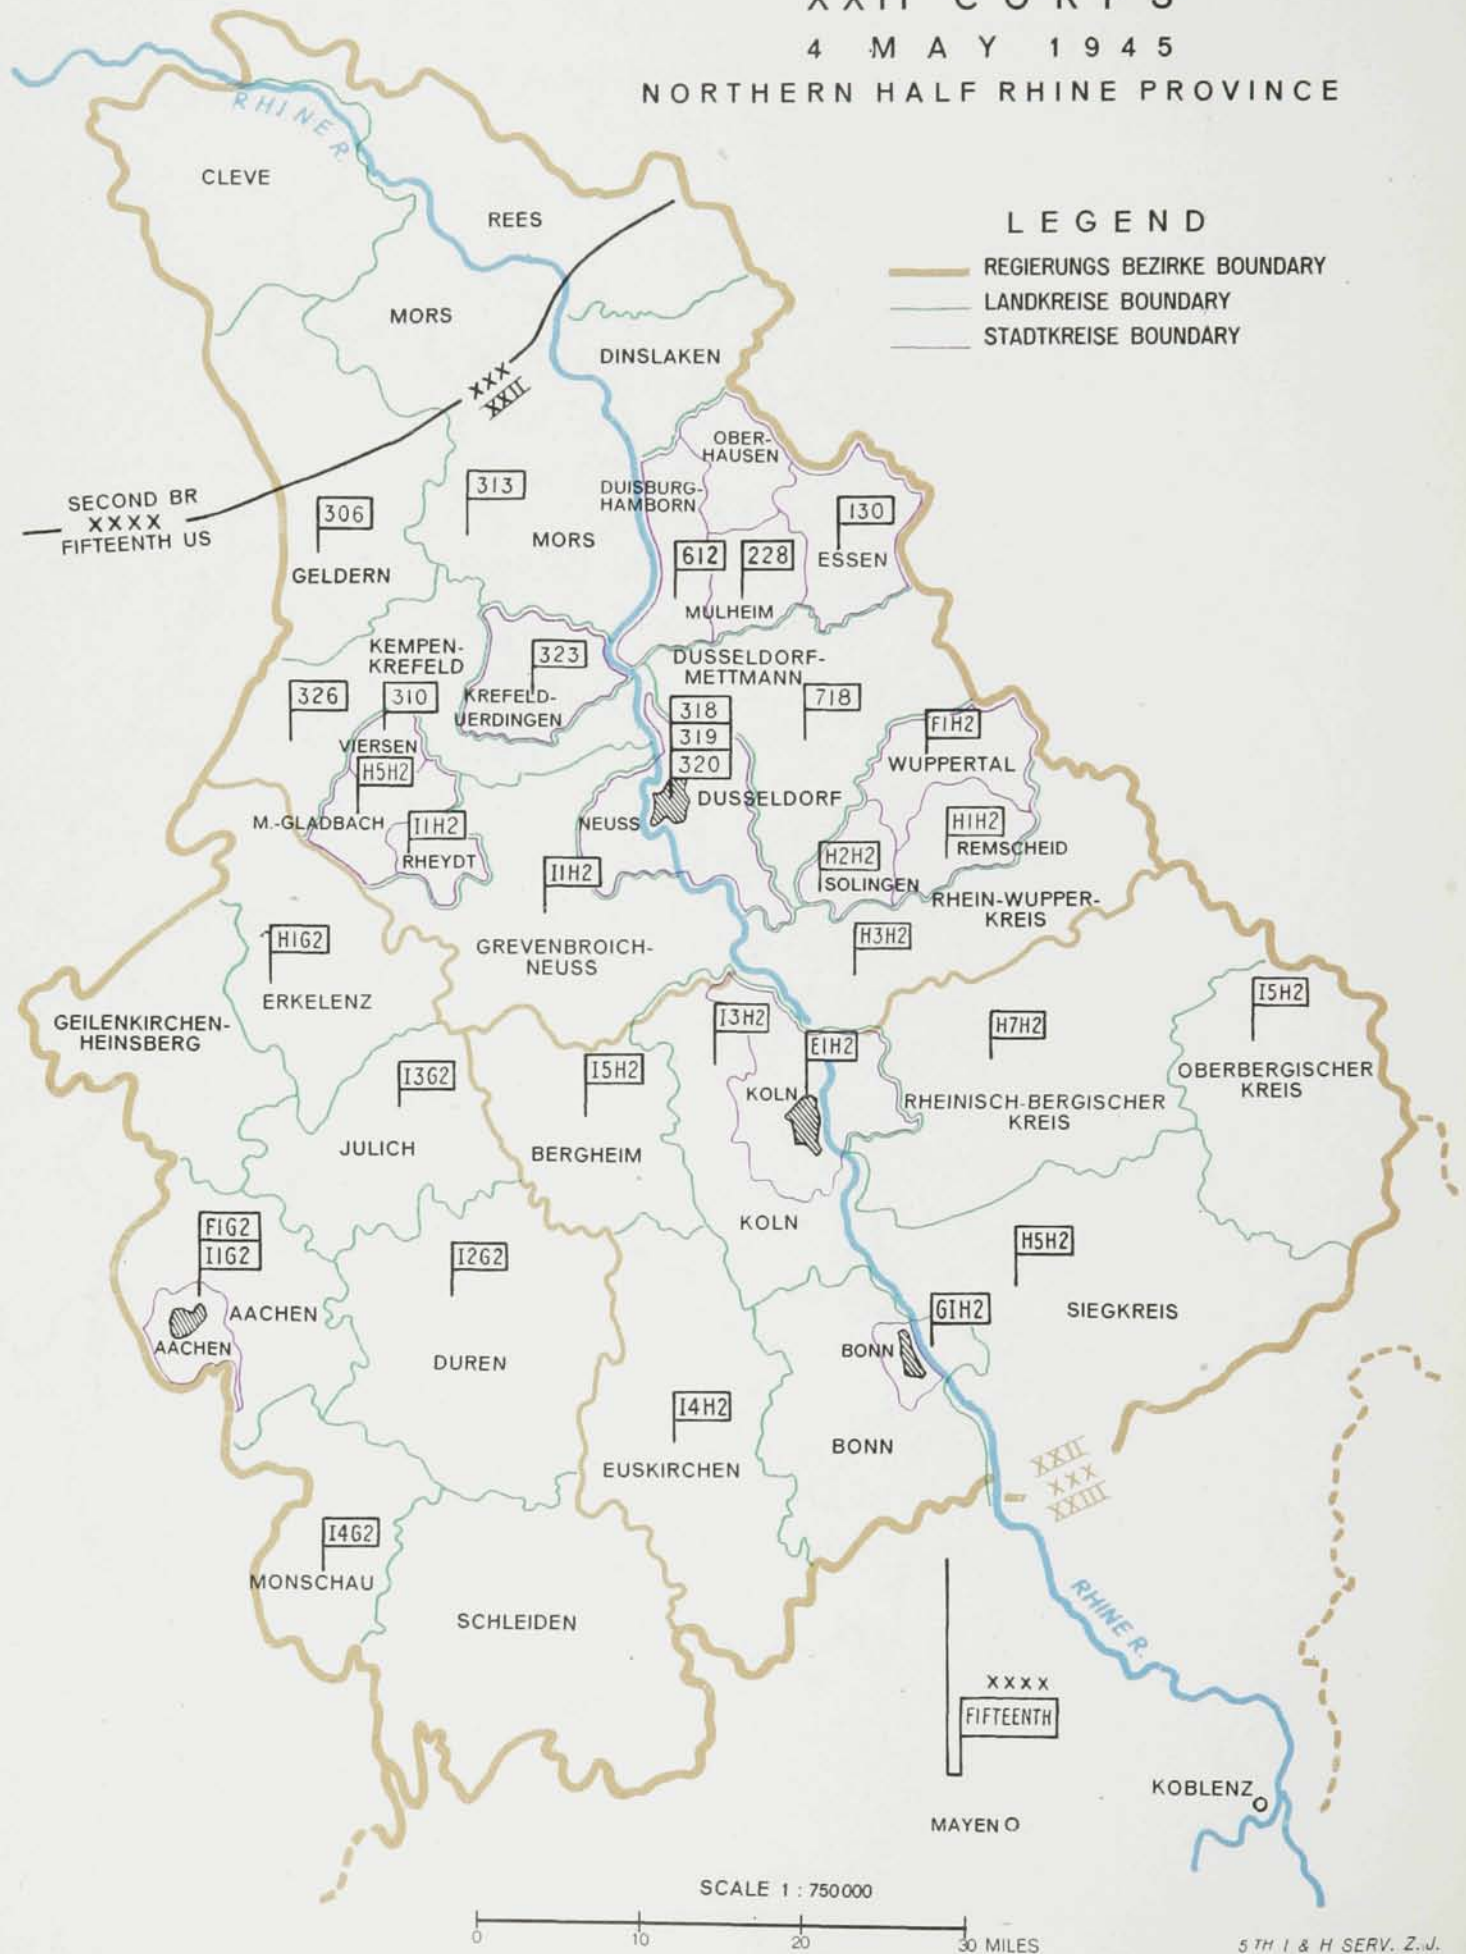 XXII CORPS
4 MAY 1945
NORTHERN HALF RHINE PROVINCE
LEGEND
REGIERUNGS BEZIRKE BOUNDARY
LANDKREISE BOUNDARY
STADTKREISE BOUNDARY
RHINE R.
CLEVE
REES
MORS
DINSLAKEN
XXX
XXII
OBER-
HAUSEN
SECOND BR
XXXX
FIFTEENTH US
306
GELDERN
313
MORS
DUISBURG-
HAMBORN
130
ESSEN
612
228
MULHEIM
KEMPEN-
KREFELD
323
KREFELD-
UERDINGEN
DUSSELDORF-
METTMANN
718
326
310
VIERSEN
H5H2
318
319
320
DUSSELDORF
F1H2
WUPPERTAL
M.-GLADBACH
I1H2
RHEYDT
NEUSS
H1H2
REMSCHEID
H2H2
SOLINGEN
I1H2
RHEIN-WUPPER-
KREIS
H3H2
GREVENBROICH-
NEUSS
H1G2
ERKELENZ
GEILENKIRCHEN-
HEINSBERG
I3H2
E1H2
KOLN
H7H2
I5H2
OBERBERGISCHER
KREIS
RHEINISCH-BERGISCHER
KREIS
I3G2
JULICH
I5H2
BERGHEIM
KOLN
F1G2
I1G2
AACHEN
AACHEN
I2G2
DUREN
H5H2
SIEGKREIS
G1H2
BONN
I4H2
EUSKIRCHEN
BONN
XXII
XXX
XXIII
I4G2
MONSCHAU
SCHLEIDEN
RHINE R.
XXXX
FIFTEENTH
KOBLENZ
MAYEN
SCALE 1 : 750000
0 10 20 30 MILES
5TH I & H SERV. Z.J.